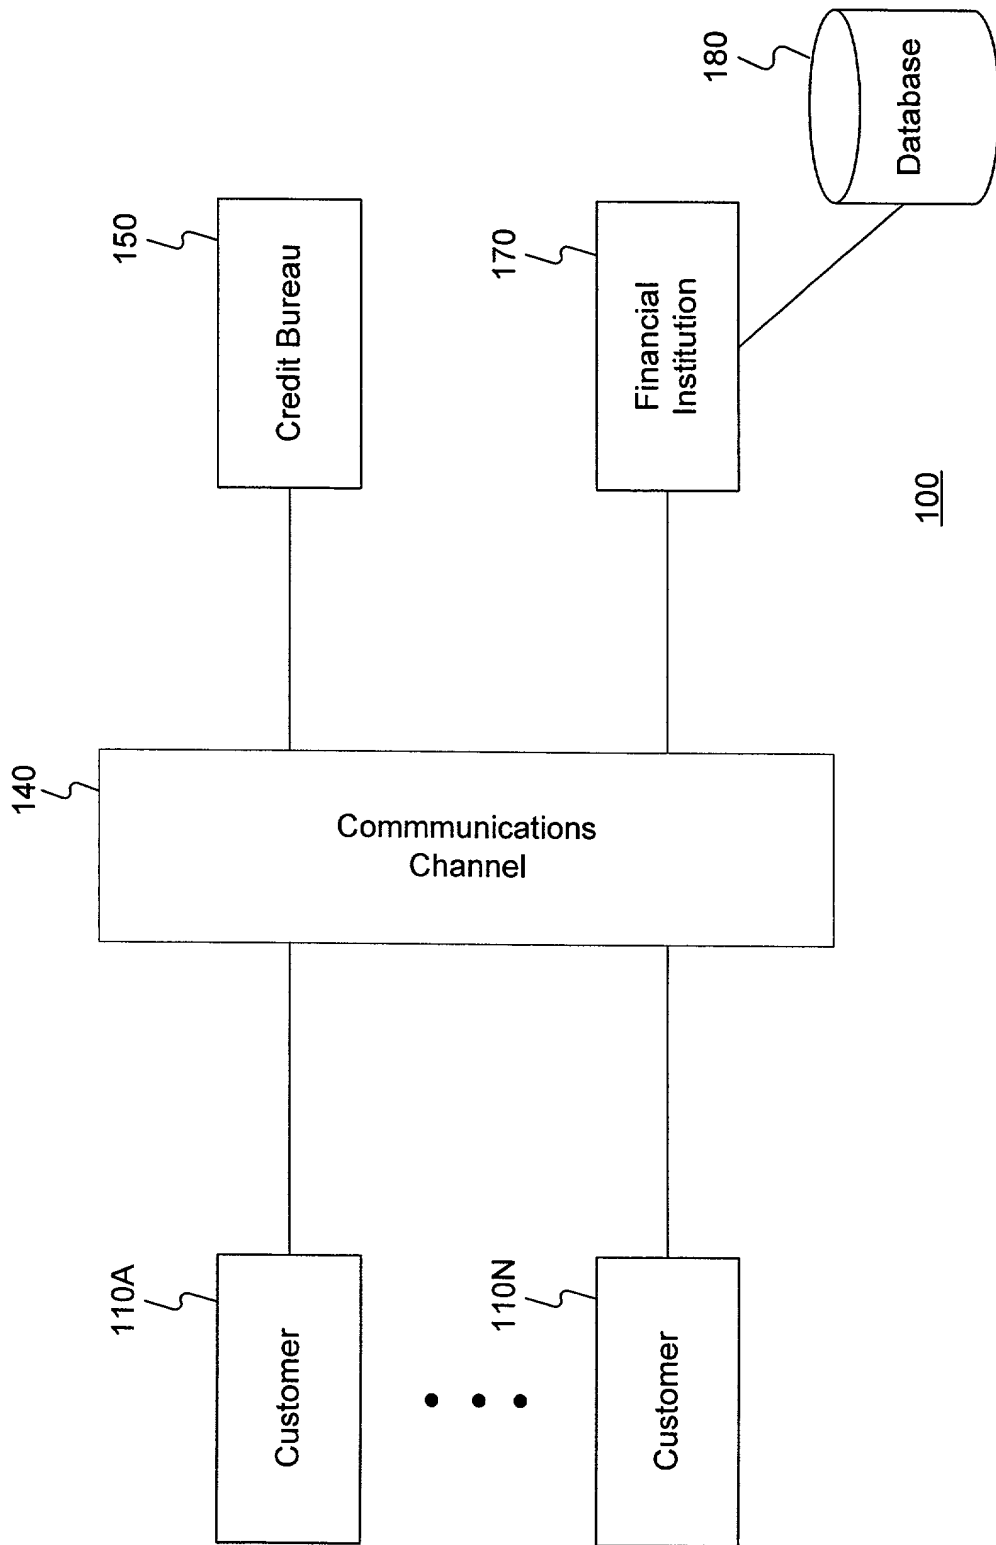 140
110A
Customer
150
Credit Bureau
Commmunications
Channel
110N
Customer
170
Financial
Institution
180
Database
100